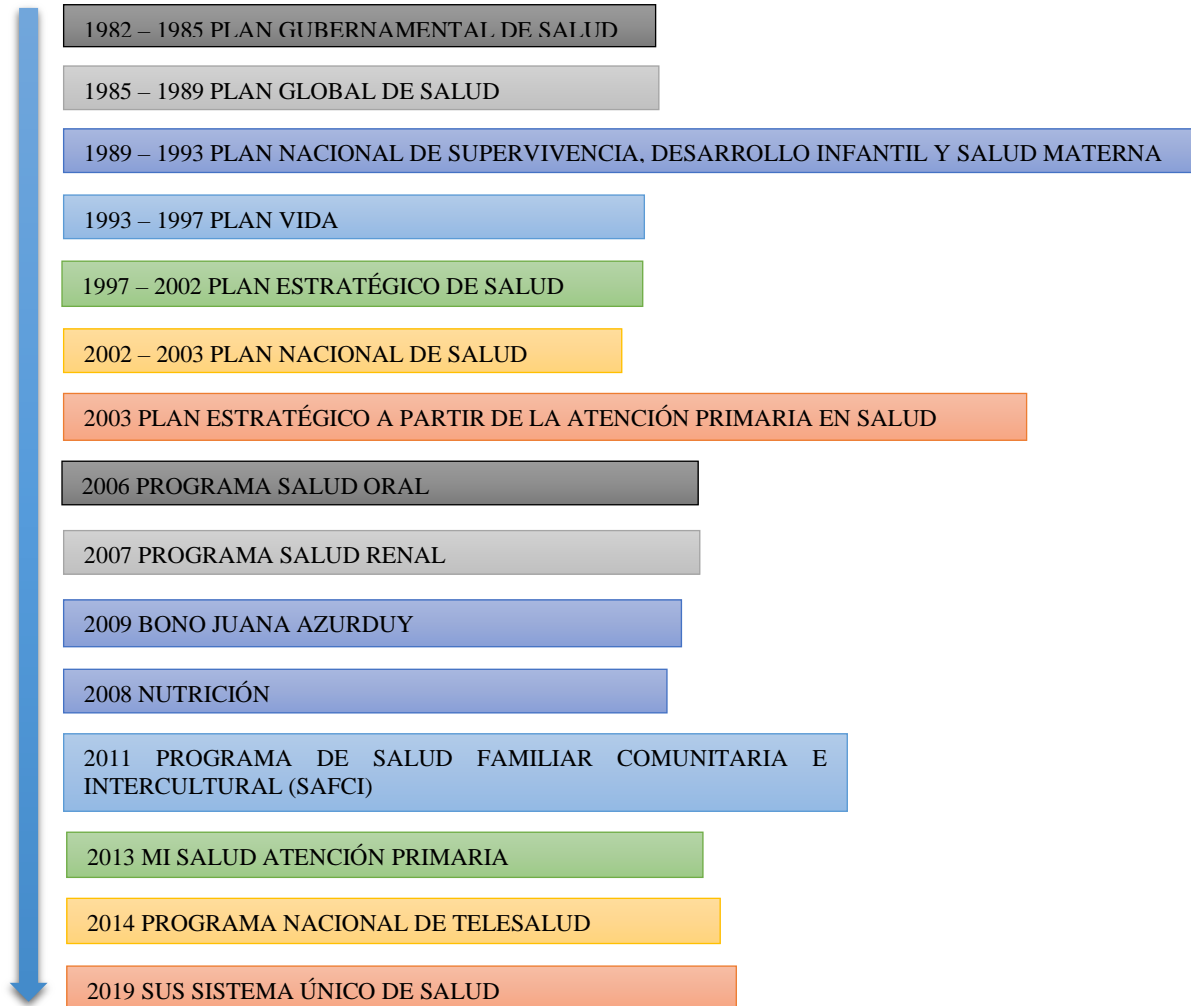 1982 – 1985 PLAN GUBERNAMENTAL DE SALUD
1985 – 1989 PLAN GLOBAL DE SALUD
1989 – 1993 PLAN NACIONAL DE SUPERVIVENCIA, DESARROLLO INFANTIL Y SALUD MATERNA
1993 – 1997 PLAN VIDA
1997 – 2002 PLAN ESTRATÉGICO DE SALUD
2002 – 2003 PLAN NACIONAL DE SALUD
2003 PLAN ESTRATÉGICO A PARTIR DE LA ATENCIÓN PRIMARIA EN SALUD
2006 PROGRAMA SALUD ORAL
2007 PROGRAMA SALUD RENAL
2009 BONO JUANA AZURDUY
2008 NUTRICIÓN
2011 PROGRAMA DE SALUD FAMILIAR COMUNITARIA E
INTERCULTURAL (SAFCI)
2013 MI SALUD ATENCIÓN PRIMARIA
2014 PROGRAMA NACIONAL DE TELESALUD
2019 SUS SISTEMA ÚNICO DE SALUD